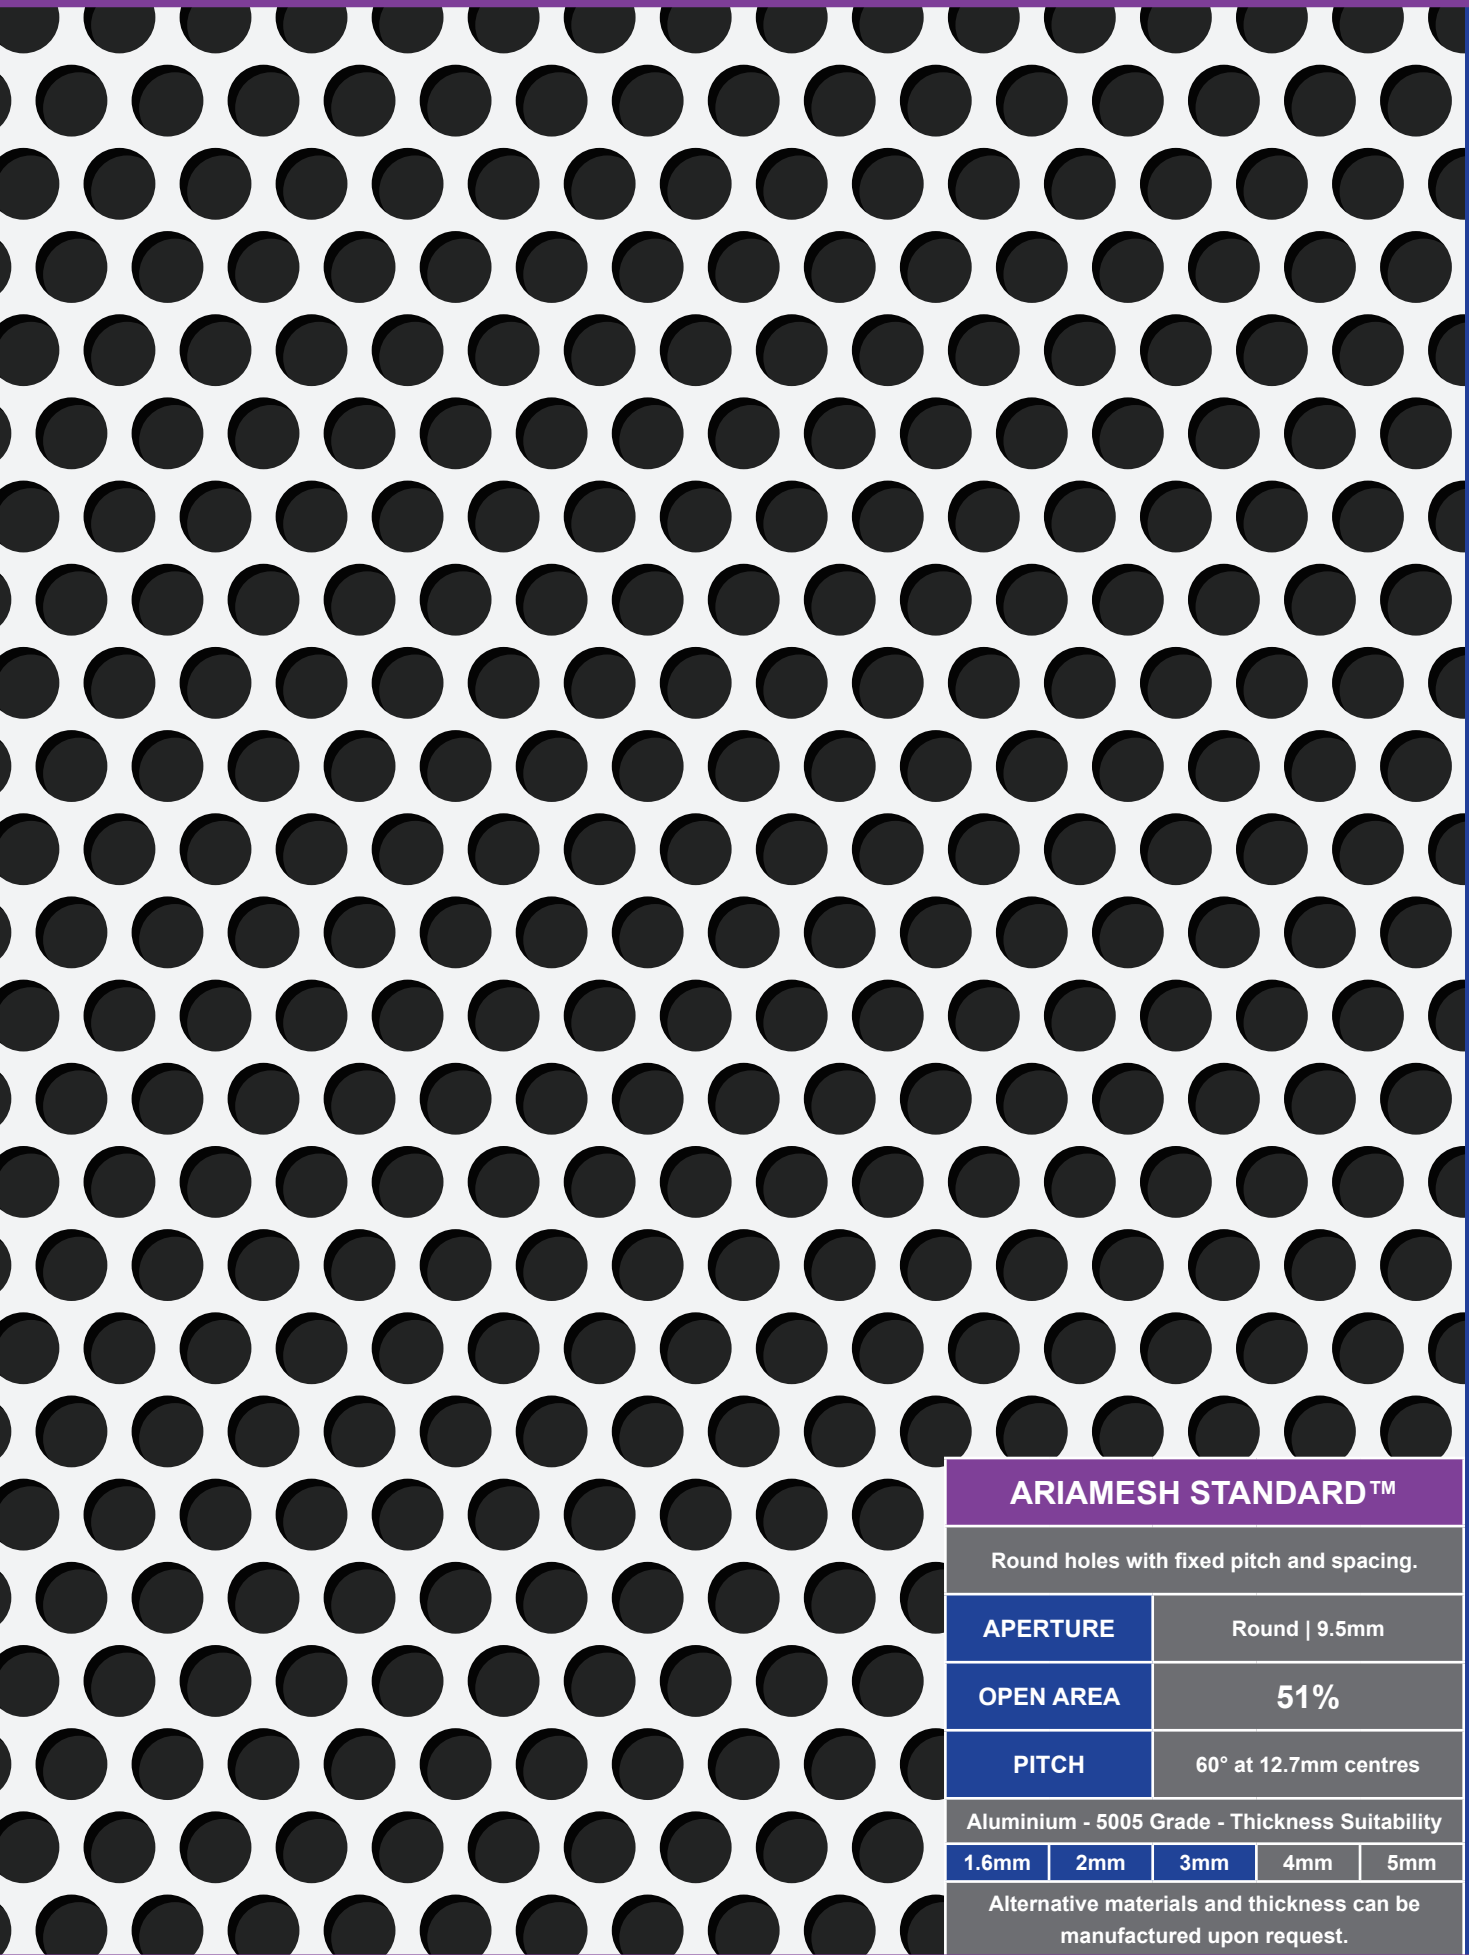 ARIAMESH STANDARD™
Round holes with fixed pitch and spacing.
APERTURE Round | 9.5mm
OPEN AREA 51%
PITCH 60° at 12.7mm centres
Aluminium - 5005 Grade - Thickness Suitability
1.6mm 2mm 3mm 4mm 5mm
Alternative materials and thickness can be
manufactured upon request.